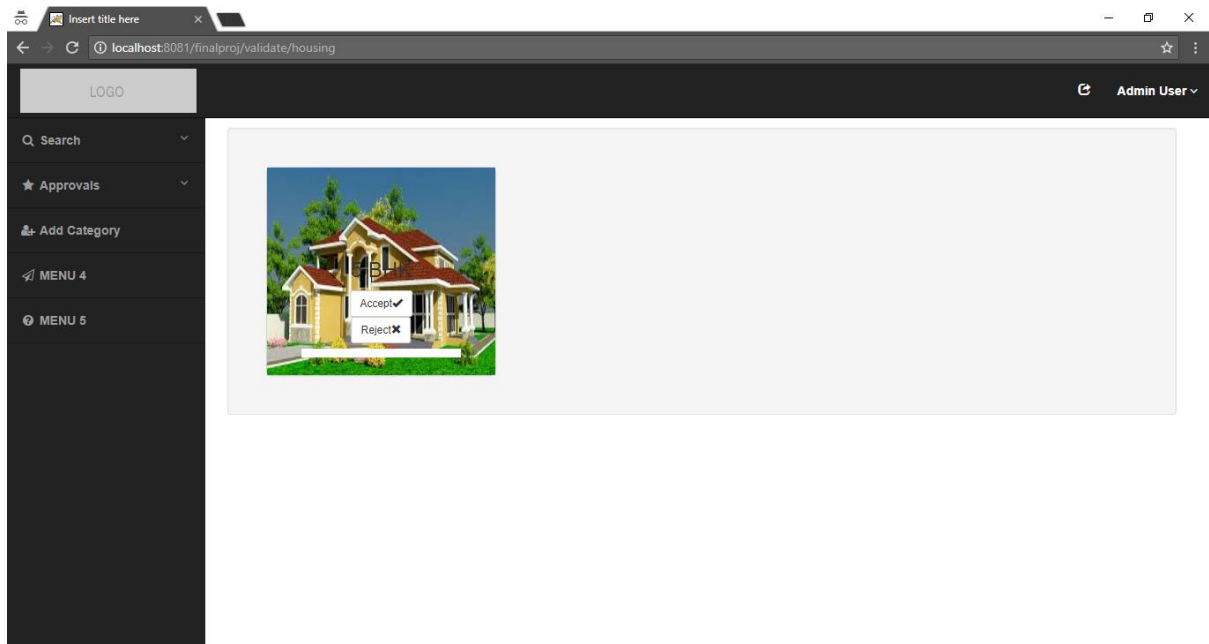 Insert title here
localhost:8081/finalproj/validate/housing
LOGO
Admin User
Search
Approvals
Add Category
MENU 4
MENU 5
BHK
Accept
Reject